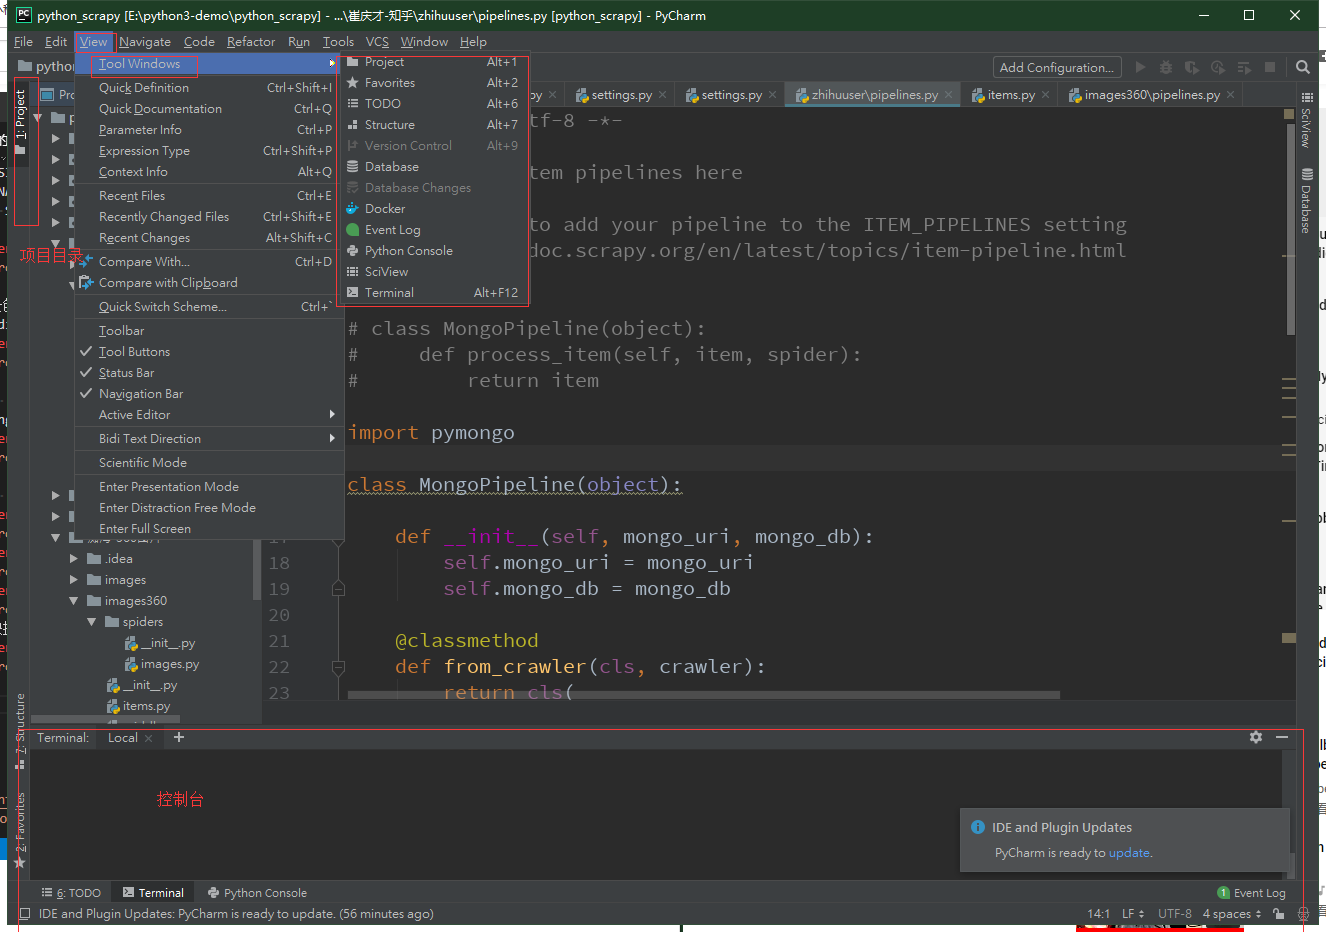 python_scrapy [E:\python3-demo\python_scrapy] - ...\崔庆才-知乎\zhihuuser\pipelines.py [python_scrapy] - PyCharm
File Edit View Navigate Code Refactor Run Tools VCS Window Help
Add Configuration...
settings.py settings.py zhihuuser\pipelines.py items.py images360\pipelines.py
1: Project
7: Structure
2: Favorites
SciView
Database
项目目录
Tool Windows
Quick Definition Ctrl+Shift+I
Quick Documentation Ctrl+Q
Parameter Info Ctrl+P
Expression Type Ctrl+Shift+P
Context Info Alt+Q
Recent Files Ctrl+E
Recently Changed Files Ctrl+Shift+E
Recent Changes Alt+Shift+C
Compare With... Ctrl+D
Compare with Clipboard
Quick Switch Scheme... Ctrl+`
Toolbar
Tool Buttons
Status Bar
Navigation Bar
Active Editor
Bidi Text Direction
Scientific Mode
Enter Presentation Mode
Enter Distraction Free Mode
Enter Full Screen
Project Alt+1
Favorites Alt+2
TODO Alt+6
Structure Alt+7
Version Control Alt+9
Database
Database Changes
Docker
Event Log
Python Console
SciView
Terminal Alt+F12
tf-8 -*-
tem pipelines here
to add your pipeline to the ITEM_PIPELINES setting
doc.scrapy.org/en/latest/topics/item-pipeline.html
# class MongoPipeline(object):
#     def process_item(self, item, spider):
#         return item
import pymongo
class MongoPipeline(object):
def __init__(self, mongo_uri, mongo_db):
18 self.mongo_uri = mongo_uri
19 self.mongo_db = mongo_db
20
21 @classmethod
22 def from_crawler(cls, crawler):
23 return cls(
.idea
images
images360
spiders
__init__.py
images.py
__init__.py
items.py
Terminal: Local +
控制台
IDE and Plugin Updates
PyCharm is ready to update.
6: TODO Terminal Python Console 1 Event Log
IDE and Plugin Updates: PyCharm is ready to update. (56 minutes ago) 14:1 LF UTF-8 4 spaces